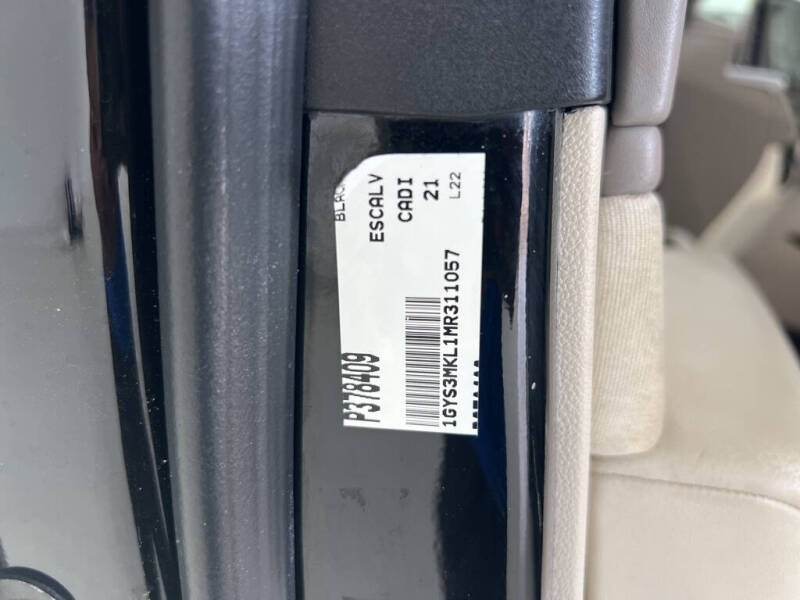 P378409 BLAC
ESCALV
CADI
21
1GYS3MKL1MR311057 L22